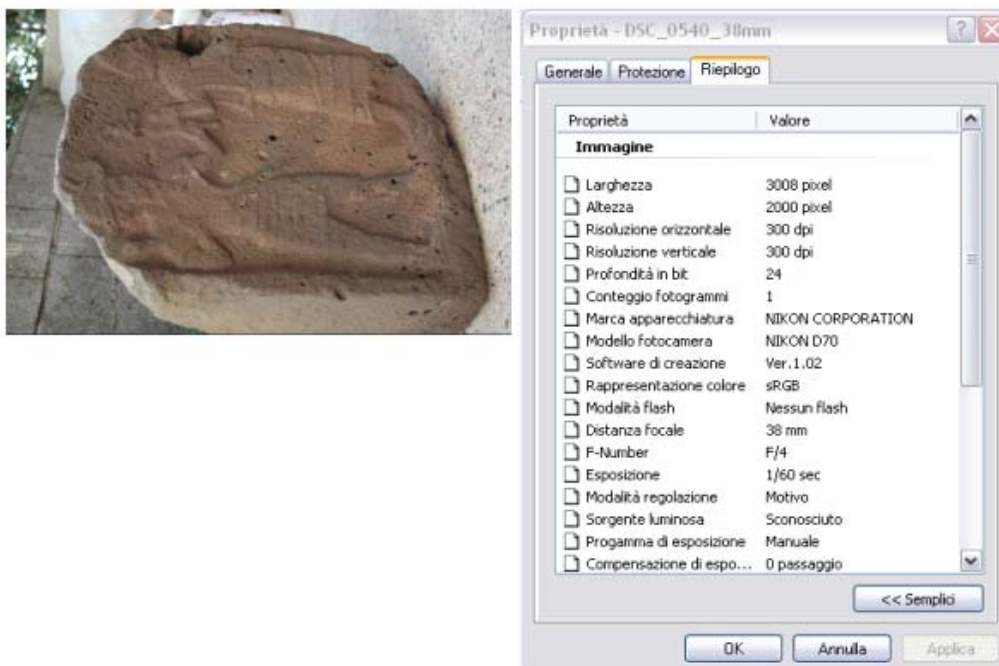 Proprietà - DSC_0540_38mm
Generale Protezione Riepilogo
Proprietà Valore
Immagine
Larghezza 3008 pixel
Altezza 2000 pixel
Risoluzione orizzontale 300 dpi
Risoluzione verticale 300 dpi
Profondità in bit 24
Conteggio fotogrammi 1
Marca apparecchiatura NIKON CORPORATION
Modello fotocamera NIKON D70
Software di creazione Ver.1.02
Rappresentazione colore sRGB
Modalità flash Nessun flash
Distanza focale 38 mm
F-Number F/4
Esposizione 1/60 sec
Modalità regolazione Motivo
Sorgente luminosa Sconosciuto
Progamma di esposizione Manuale
Compensazione di espo... 0 passaggio
<< Semplici
OK Annulla Applica